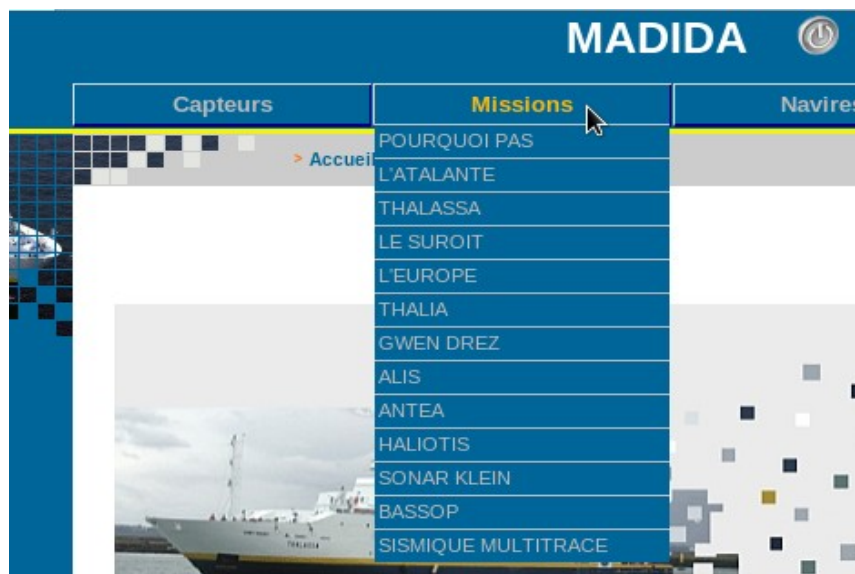 MADIDA
Capteurs
Missions
Navires
> Accueil
POURQUOI PAS
L'ATALANTE
THALASSA
LE SUROIT
L'EUROPE
THALIA
GWEN DREZ
ALIS
ANTEA
HALIOTIS
SONAR KLEIN
BASSOP
SISMIQUE MULTITRACE
THALASSA